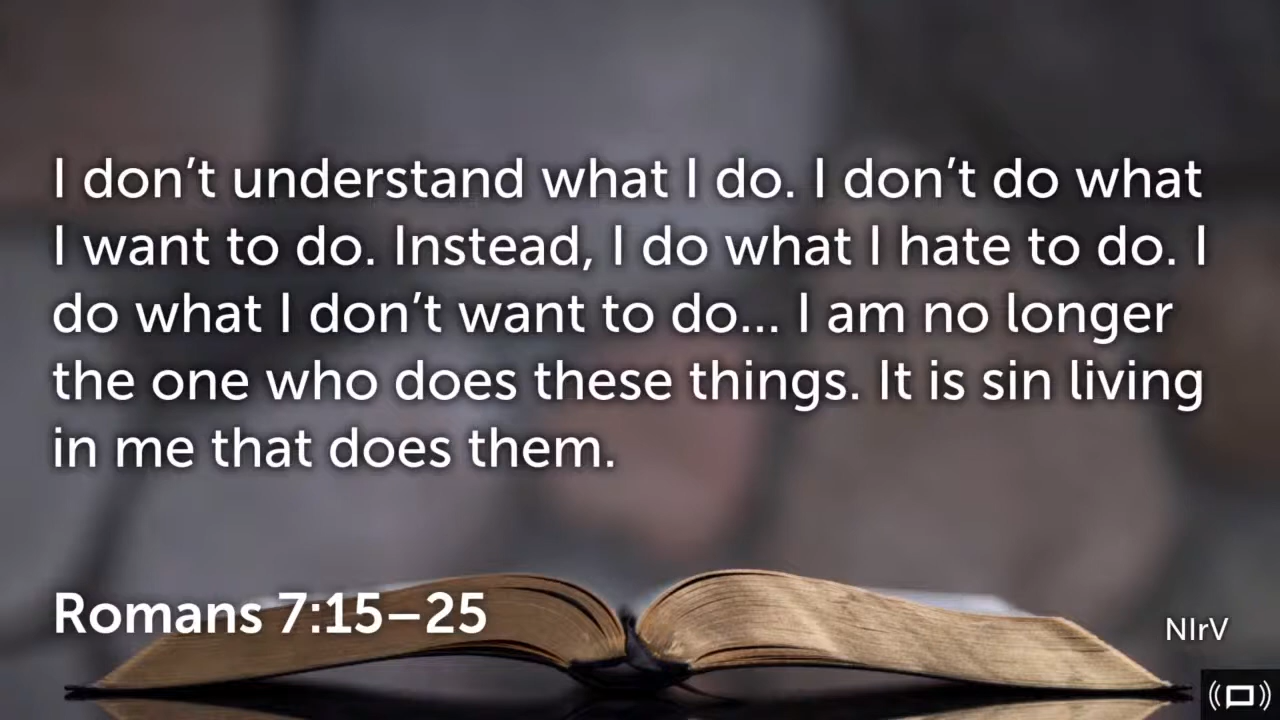 I don’t understand what I do. I don’t do what
I want to do. Instead, I do what I hate to do. I
do what I don’t want to do... I am no longer
the one who does these things. It is sin living
in me that does them.
Romans 7:15–25
NIrV